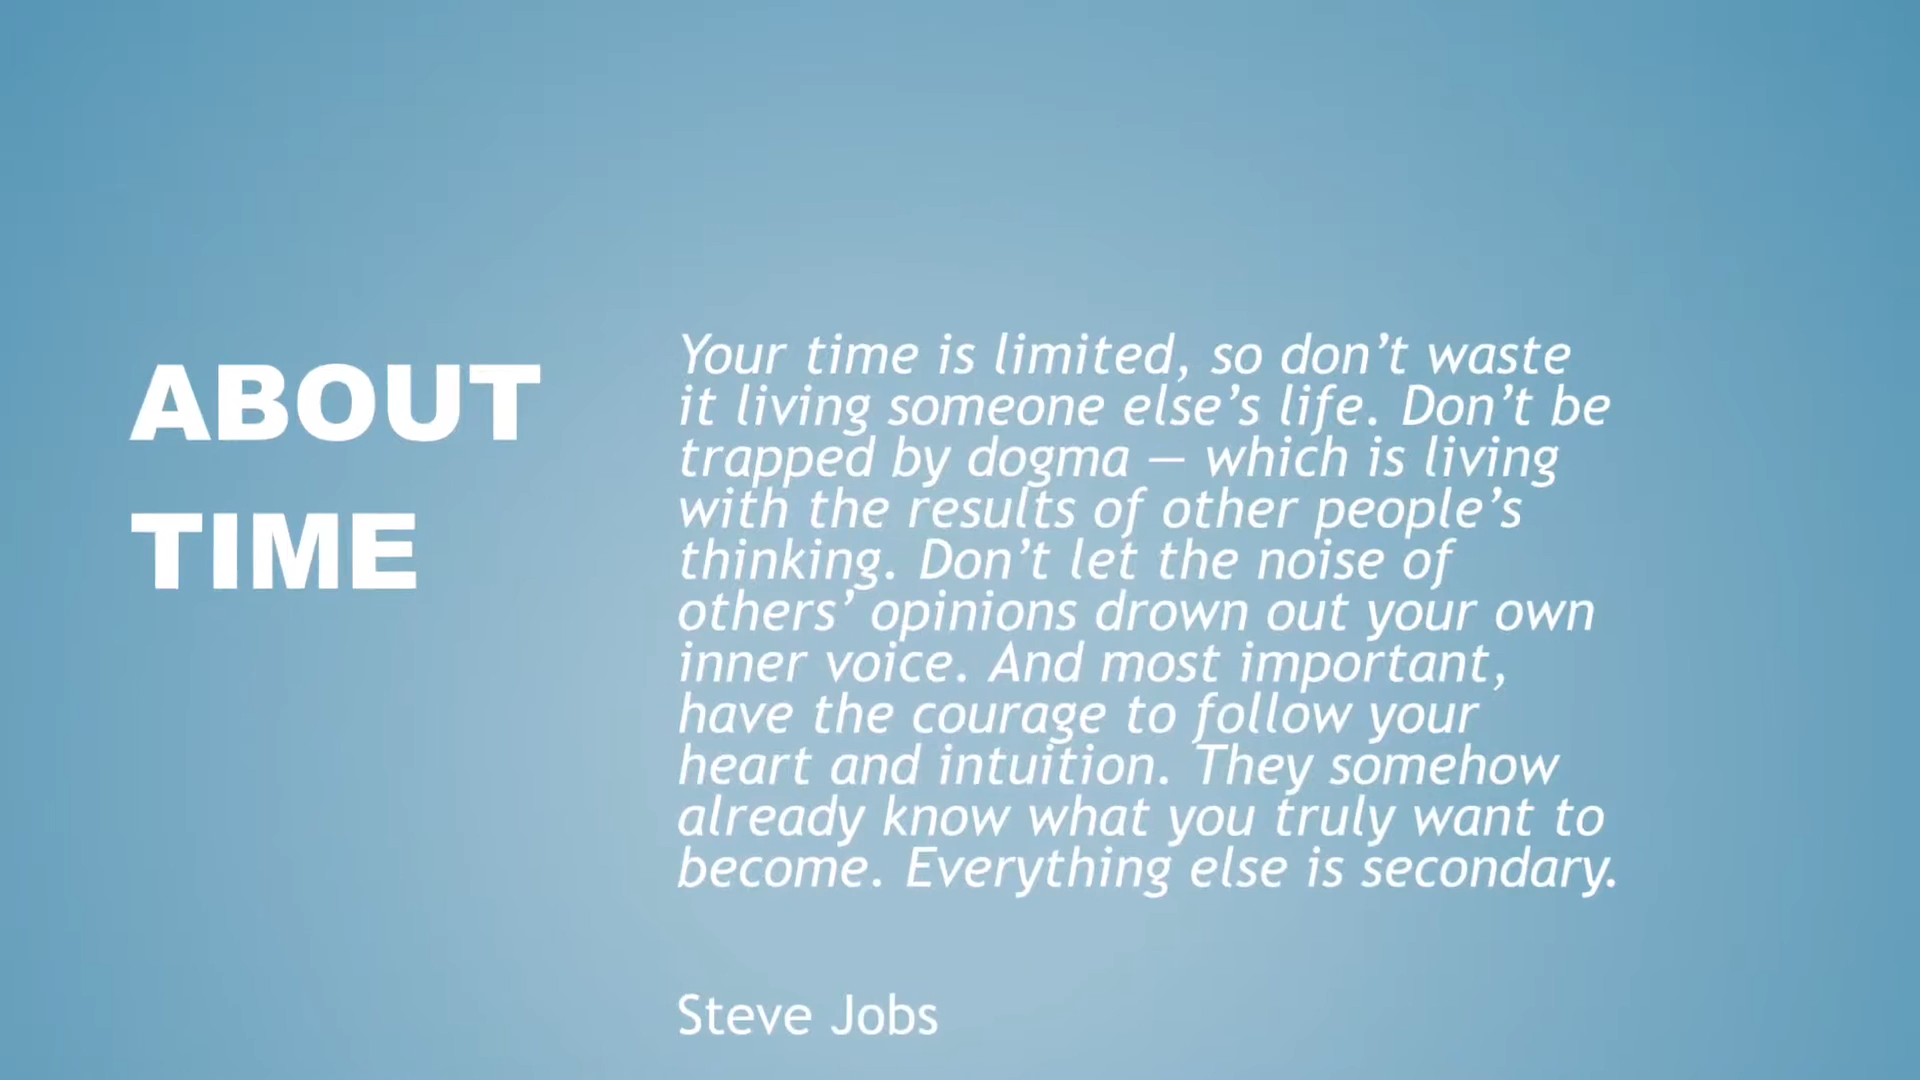 ABOUT
TIME
Your time is limited, so don’t waste
it living someone else’s life. Don’t be
trapped by dogma — which is living
with the results of other people’s
thinking. Don’t let the noise of
others’ opinions drown out your own
inner voice. And most important,
have the courage to follow your
heart and intuition. They somehow
already know what you truly want to
become. Everything else is secondary.
Steve Jobs